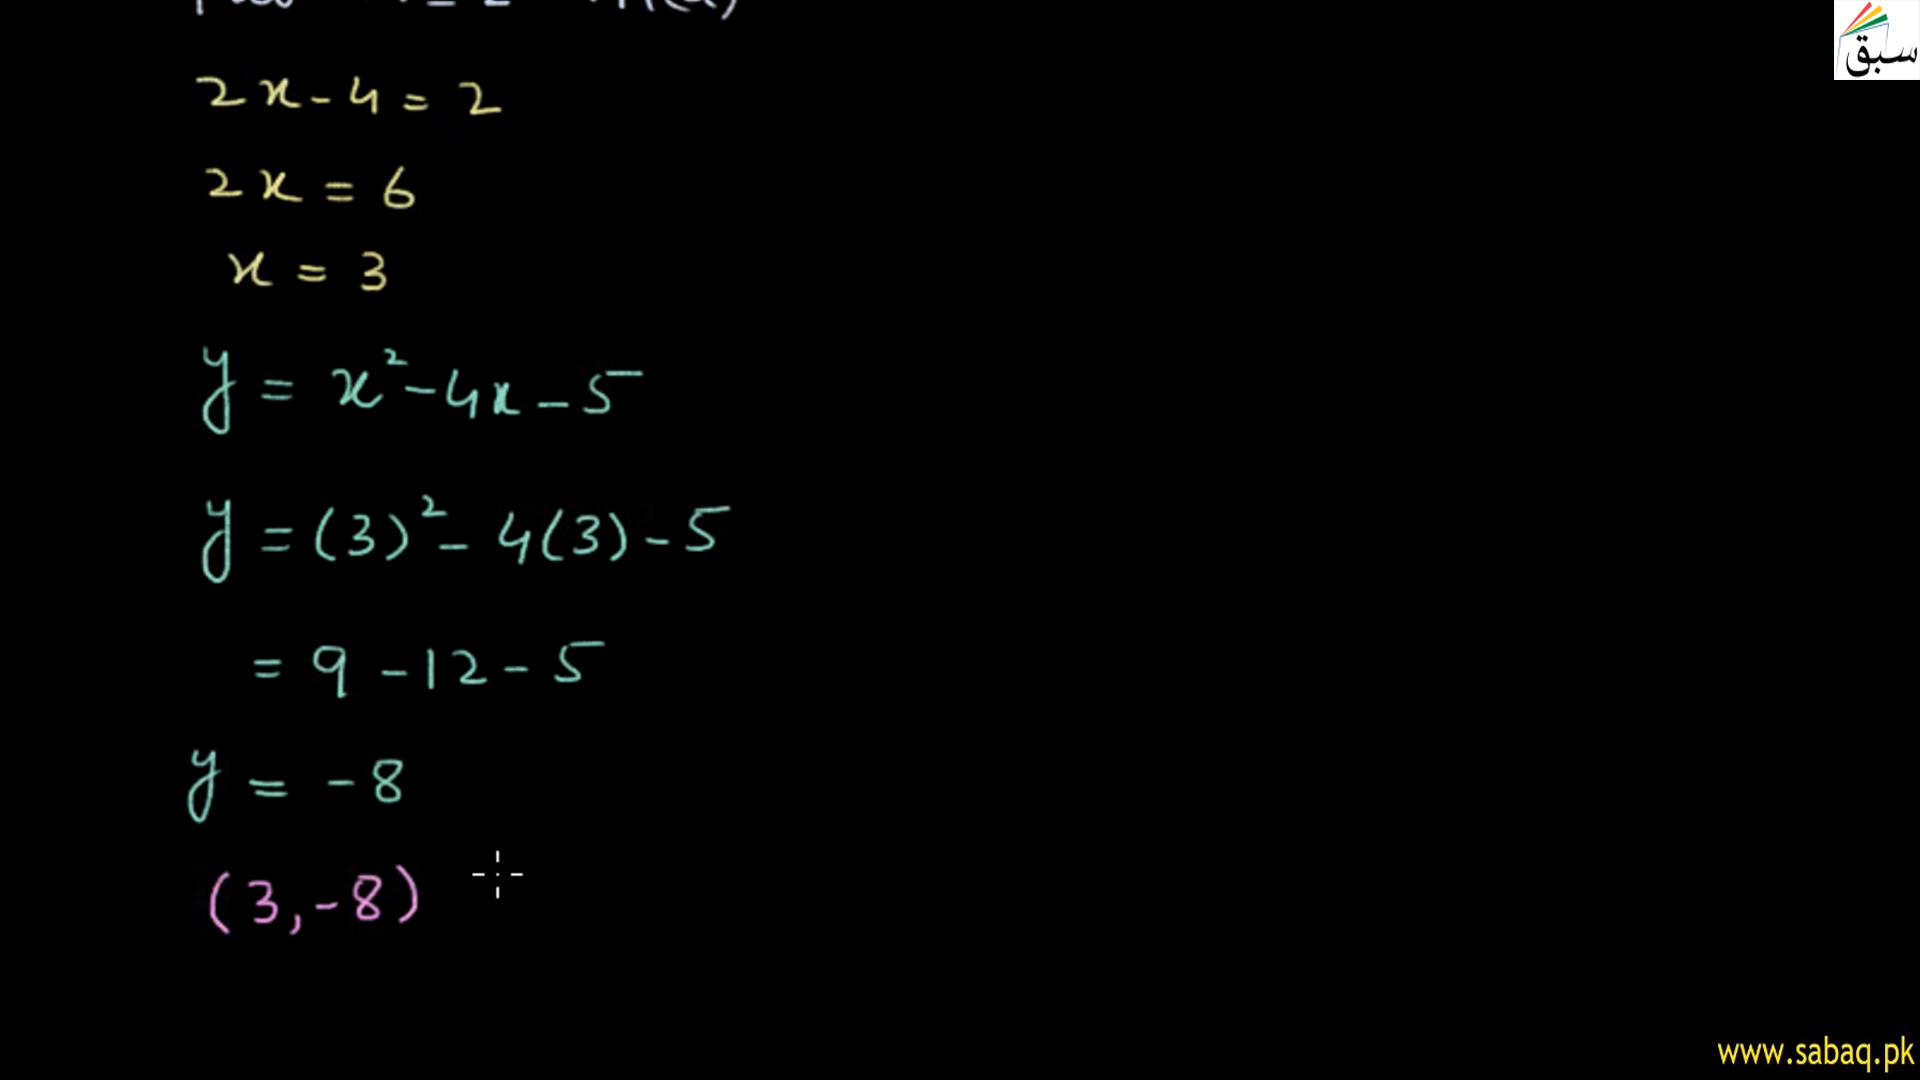 سبق
2x - 4 = 2
2x = 6
x = 3
y = x² - 4x - 5
y = (3)² - 4(3) - 5
= 9 - 12 - 5
y = -8
(3, -8)
www.sabaq.pk